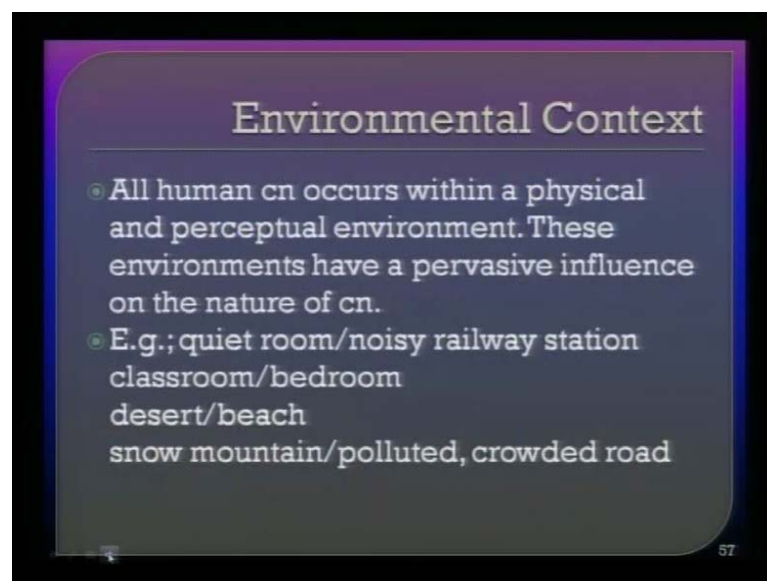 Environmental Context
All human cn occurs within a physical
and perceptual environment. These
environments have a pervasive influence
on the nature of cn.
E.g.; quiet room/noisy railway station
classroom/bedroom
desert/beach
snow mountain/polluted, crowded road
57